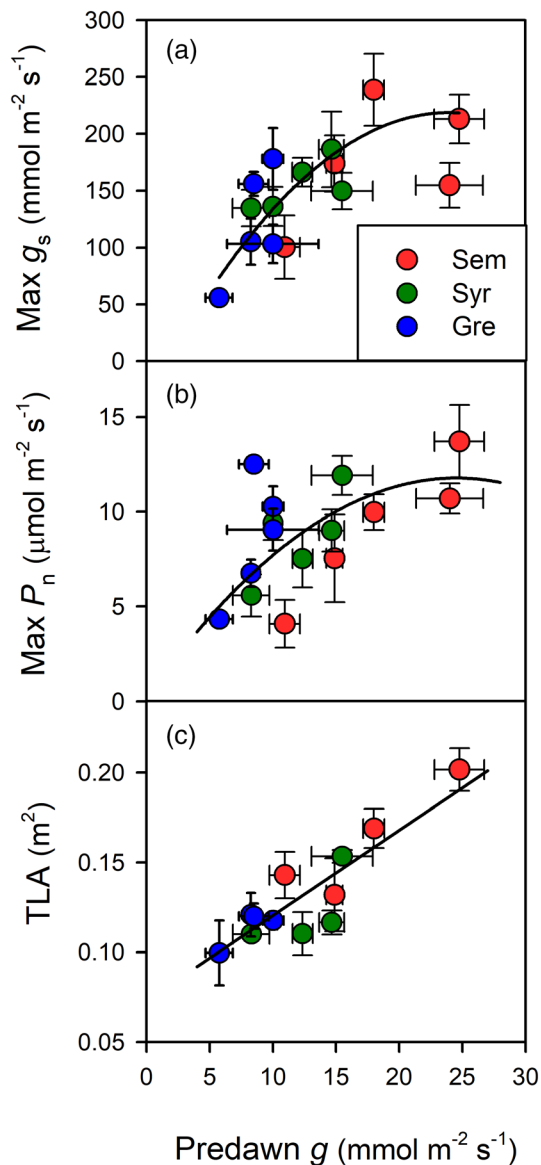 (a)
300
250
200
150
100
50
0
Max gs (mmol m-2 s-1)
Sem
Syr
Gre
(b)
15
10
5
0
Max Pn (μmol m-2 s-1)
(c)
0.20
0.15
0.10
0.05
TLA (m2)
0 5 10 15 20 25 30
Predawn g (mmol m-2 s-1)